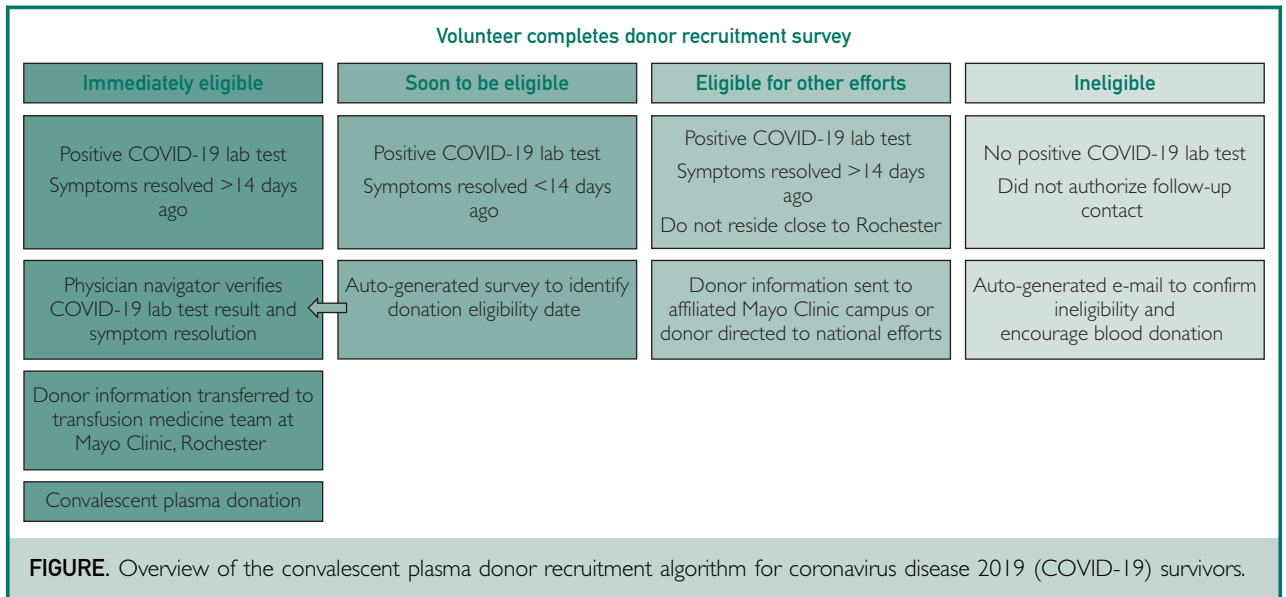 Volunteer completes donor recruitment survey
Immediately eligible
Positive COVID-19 lab test
Symptoms resolved >14 days
ago
Physician navigator verifies
COVID-19 lab test result and
symptom resolution
Donor information transferred to
transfusion medicine team at
Mayo Clinic, Rochester
Convalescent plasma donation
Soon to be eligible
Positive COVID-19 lab test
Symptoms resolved <14 days
ago
Auto-generated survey to identify
donation eligibility date
Eligible for other efforts
Positive COVID-19 lab test
Symptoms resolved >14 days
ago
Do not reside close to Rochester
Donor information sent to
affiliated Mayo Clinic campus or
donor directed to national efforts
Ineligible
No positive COVID-19 lab test
Did not authorize follow-up
contact
Auto-generated e-mail to confirm
ineligibility and
encourage blood donation
FIGURE. Overview of the convalescent plasma donor recruitment algorithm for coronavirus disease 2019 (COVID-19) survivors.